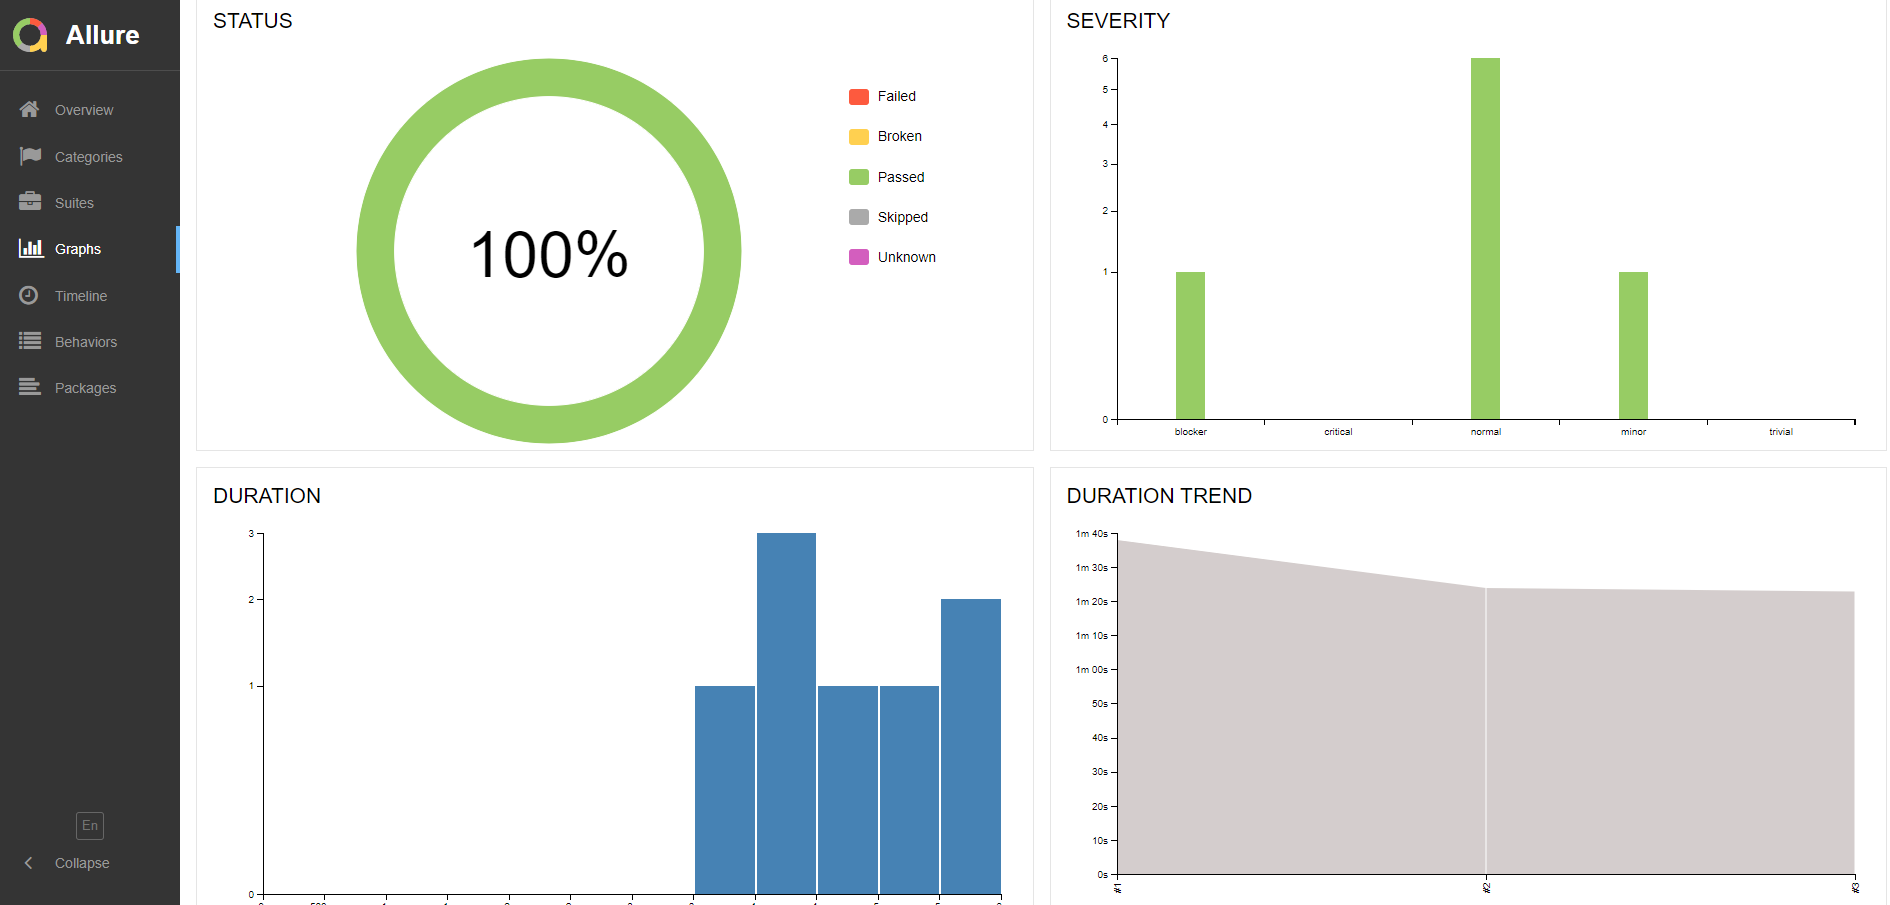 Allure
Overview
Categories
Suites
Graphs
Timeline
Behaviors
Packages
En
Collapse
STATUS
100%
Failed
Broken
Passed
Skipped
Unknown
SEVERITY
6
5
4
3
2
1
0
blocker critical normal minor trivial
DURATION
3
2
1
0
DURATION TREND
1m 40s
1m 30s
1m 20s
1m 10s
1m 00s
50s
40s
30s
20s
10s
0s
#1 #2 #3